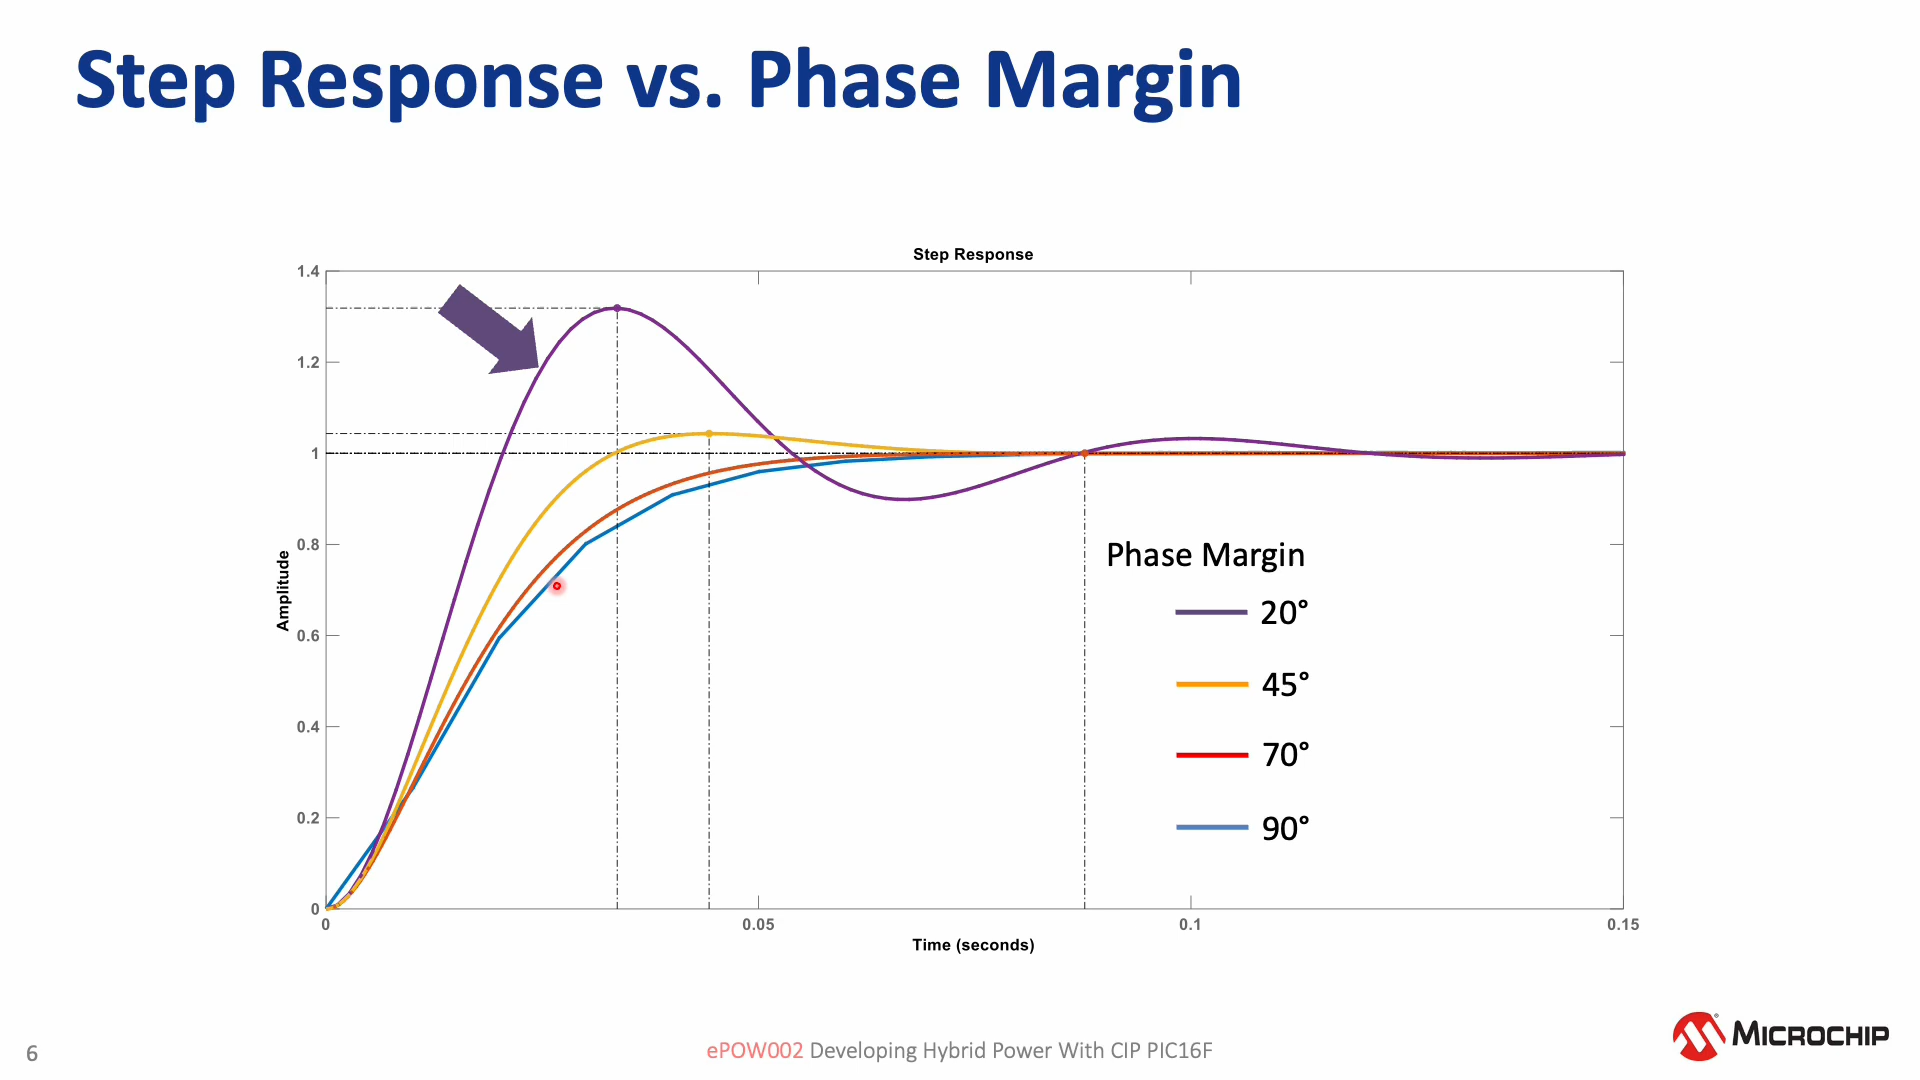 Step Response vs. Phase Margin
Step Response
1.4
1.2
1
0.8
0.6
0.4
0.2
0
Amplitude
0
0.05
0.1
0.15
Time (seconds)
Phase Margin
20°
45°
70°
90°
6
ePOW002 Developing Hybrid Power With CIP PIC16F
MICROCHIP